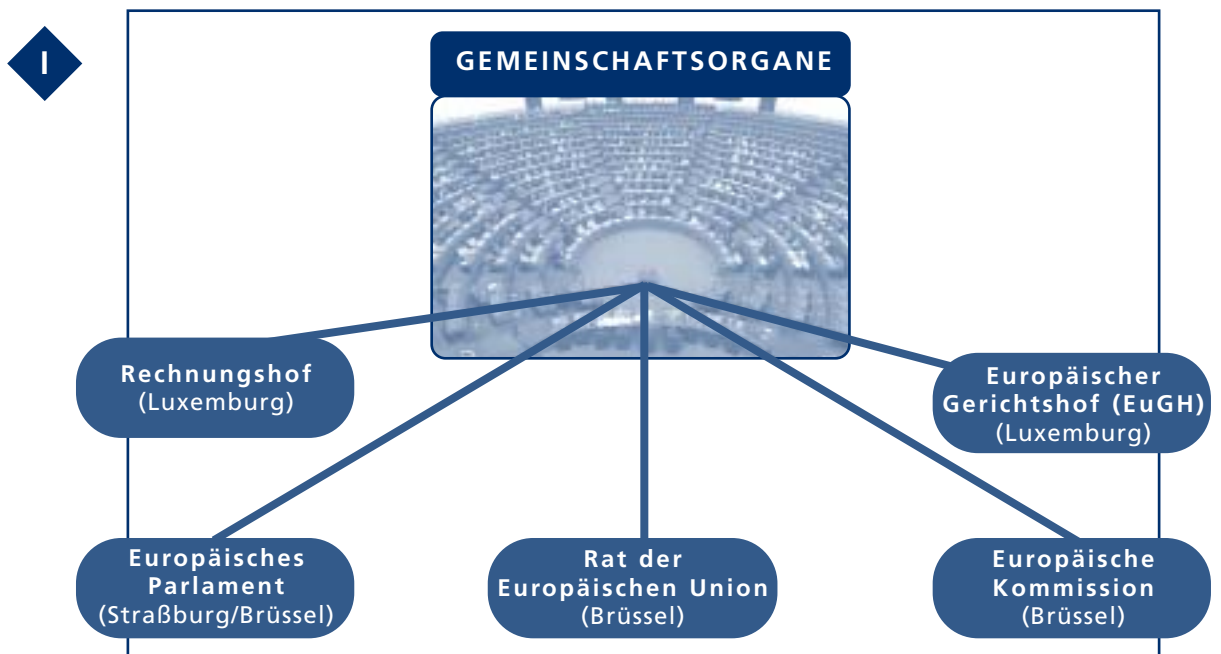 I
GEMEINSCHAFTSORGANE
Rechnungshof
(Luxemburg)
Europäischer
Gerichtshof (EuGH)
(Luxemburg)
Europäisches
Parlament
(Straßburg/Brüssel)
Rat der
Europäischen Union
(Brüssel)
Europäische
Kommission
(Brüssel)